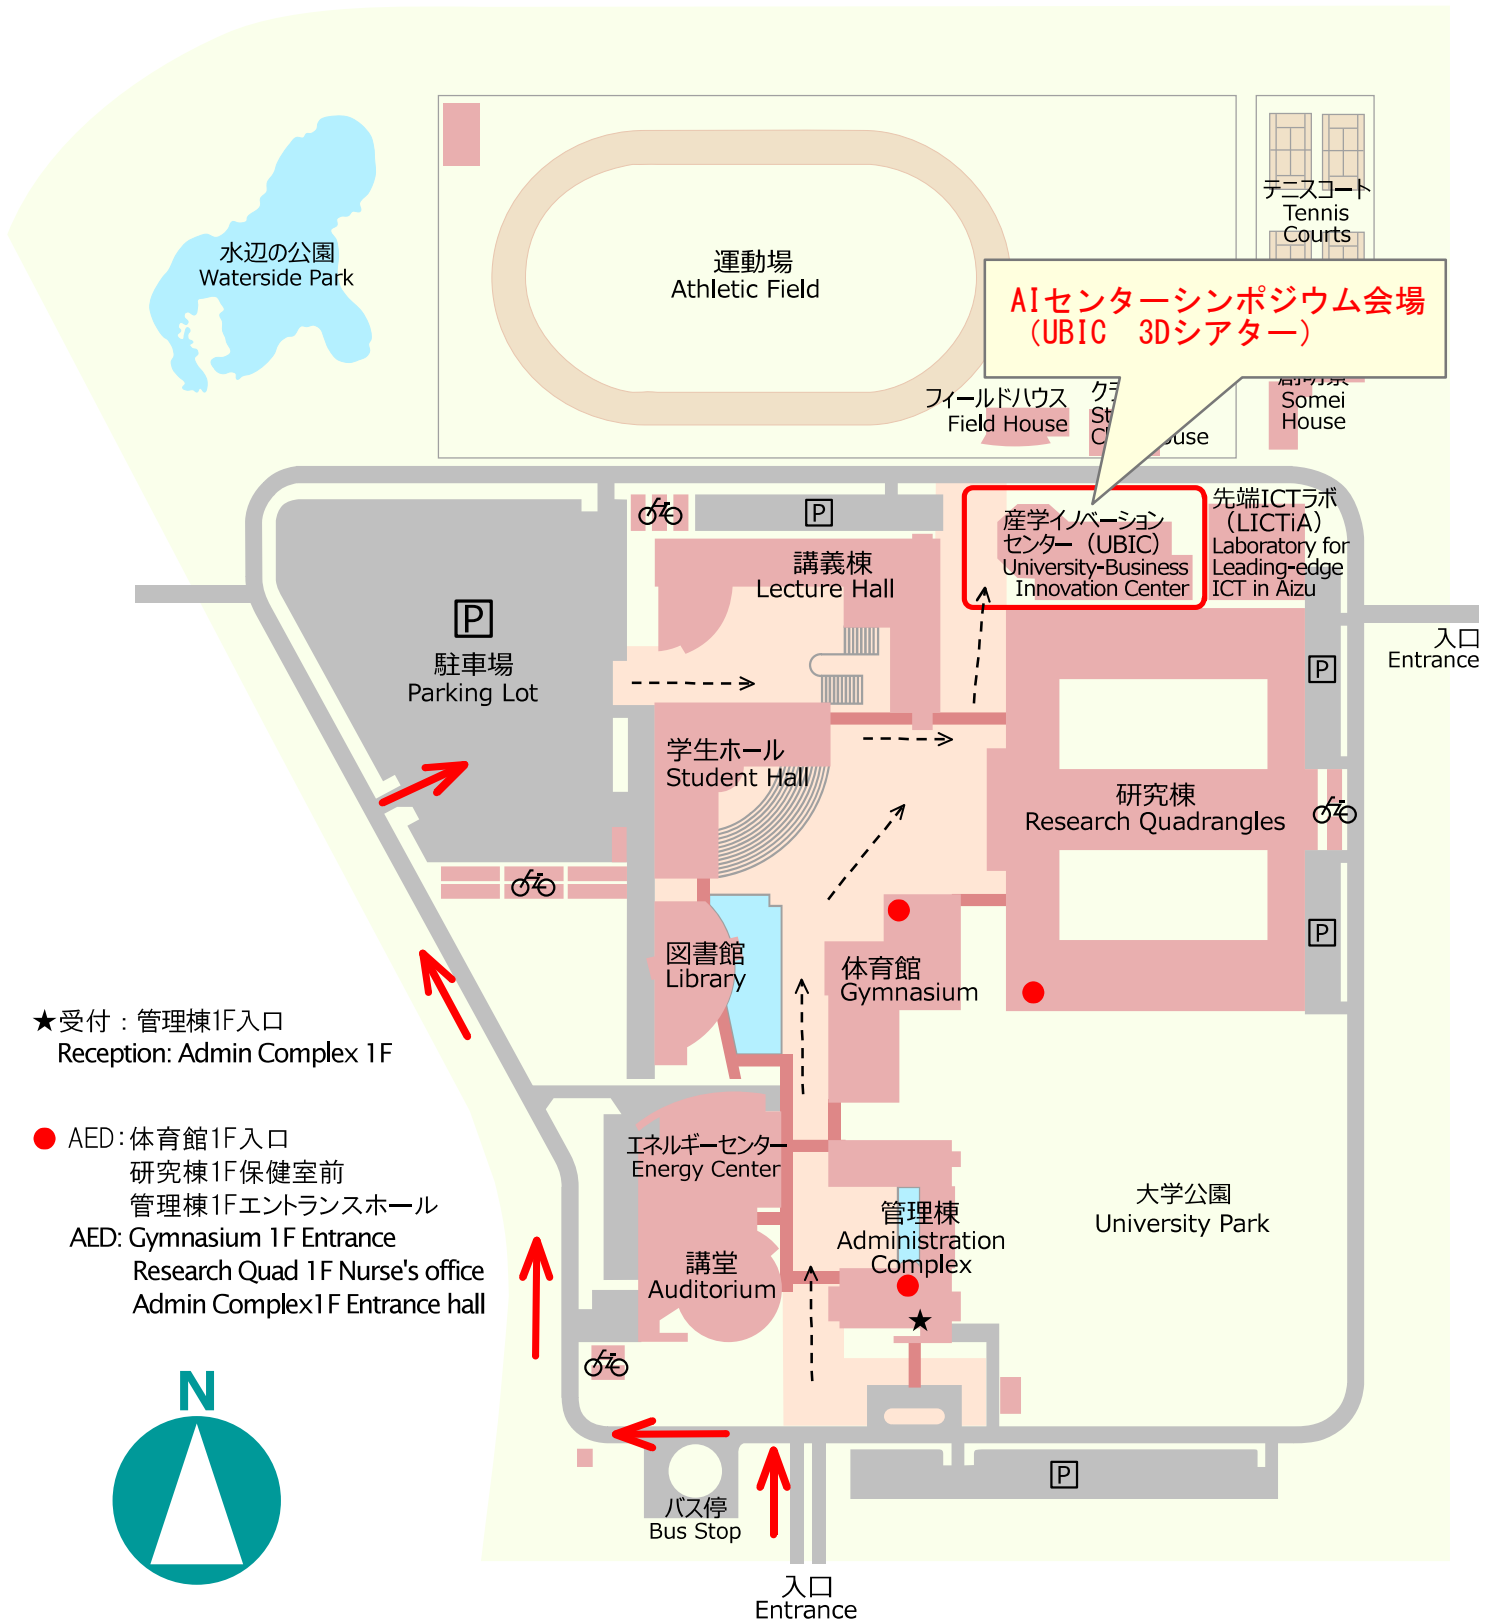 水辺の公園
Waterside Park
運動場
Athletic Field
テニスコート
Tennis
Courts
AIセンターシンポジウム会場
（UBIC　3Dシアター）
フィールドハウス
Field House
Somei
House
P
講義棟
Lecture Hall
産学イノベーション
センター（UBIC）
University-Business
Innovation Center
先端ICTラボ
（LICTiA）
Laboratory for
Leading-edge
ICT in Aizu
入口
Entrance
P
駐車場
Parking Lot
P
学生ホール
Student Hall
研究棟
Research Quadrangles
P
図書館
Library
体育館
Gymnasium
★受付：管理棟1F入口
Reception: Admin Complex 1F
AED：体育館1F入口
研究棟1F保健室前
管理棟1Fエントランスホール
AED: Gymnasium 1F Entrance
Research Quad 1F Nurse's office
Admin Complex1F Entrance hall
エネルギーセンター
Energy Center
管理棟
Administration
Complex
大学公園
University Park
講堂
Auditorium
N
P
バス停
Bus Stop
入口
Entrance